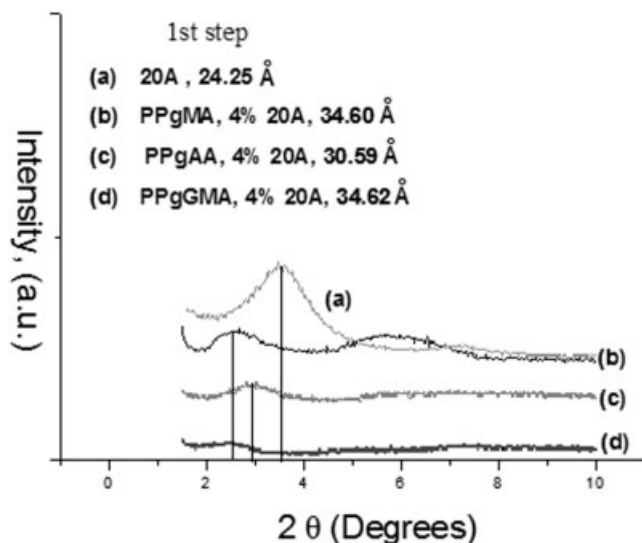 1st step
(a) 20A , 24.25 Å
(b) PPgMA, 4% 20A, 34.60 Å
(c) PPgAA, 4% 20A, 30.59 Å
(d) PPgGMA, 4% 20A, 34.62 Å
Intensity, (a.u.)
(a)
(b)
(c)
(d)
0 2 4 6 8 10
2 θ (Degrees)